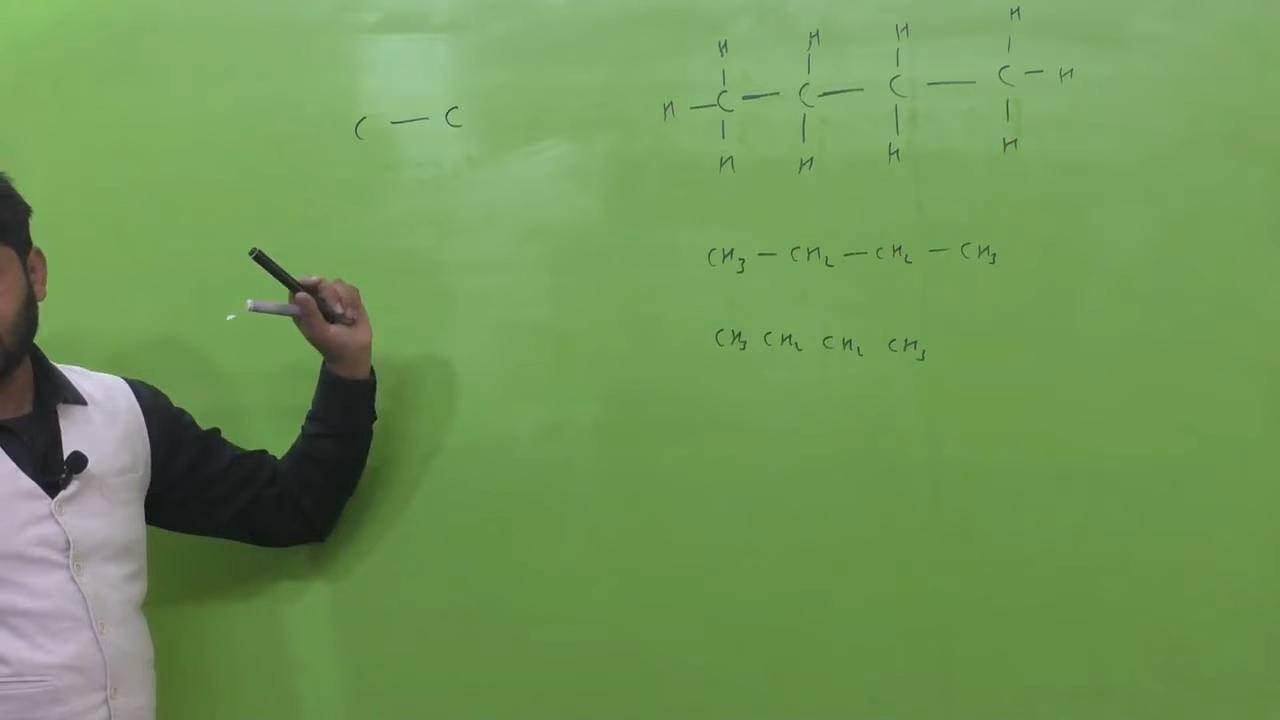 C — C
H H H H
H — C — C — C — C — H
H H H H
CH₃ — CH₂ — CH₂ — CH₃
CH₃ CH₂ CH₂ CH₃